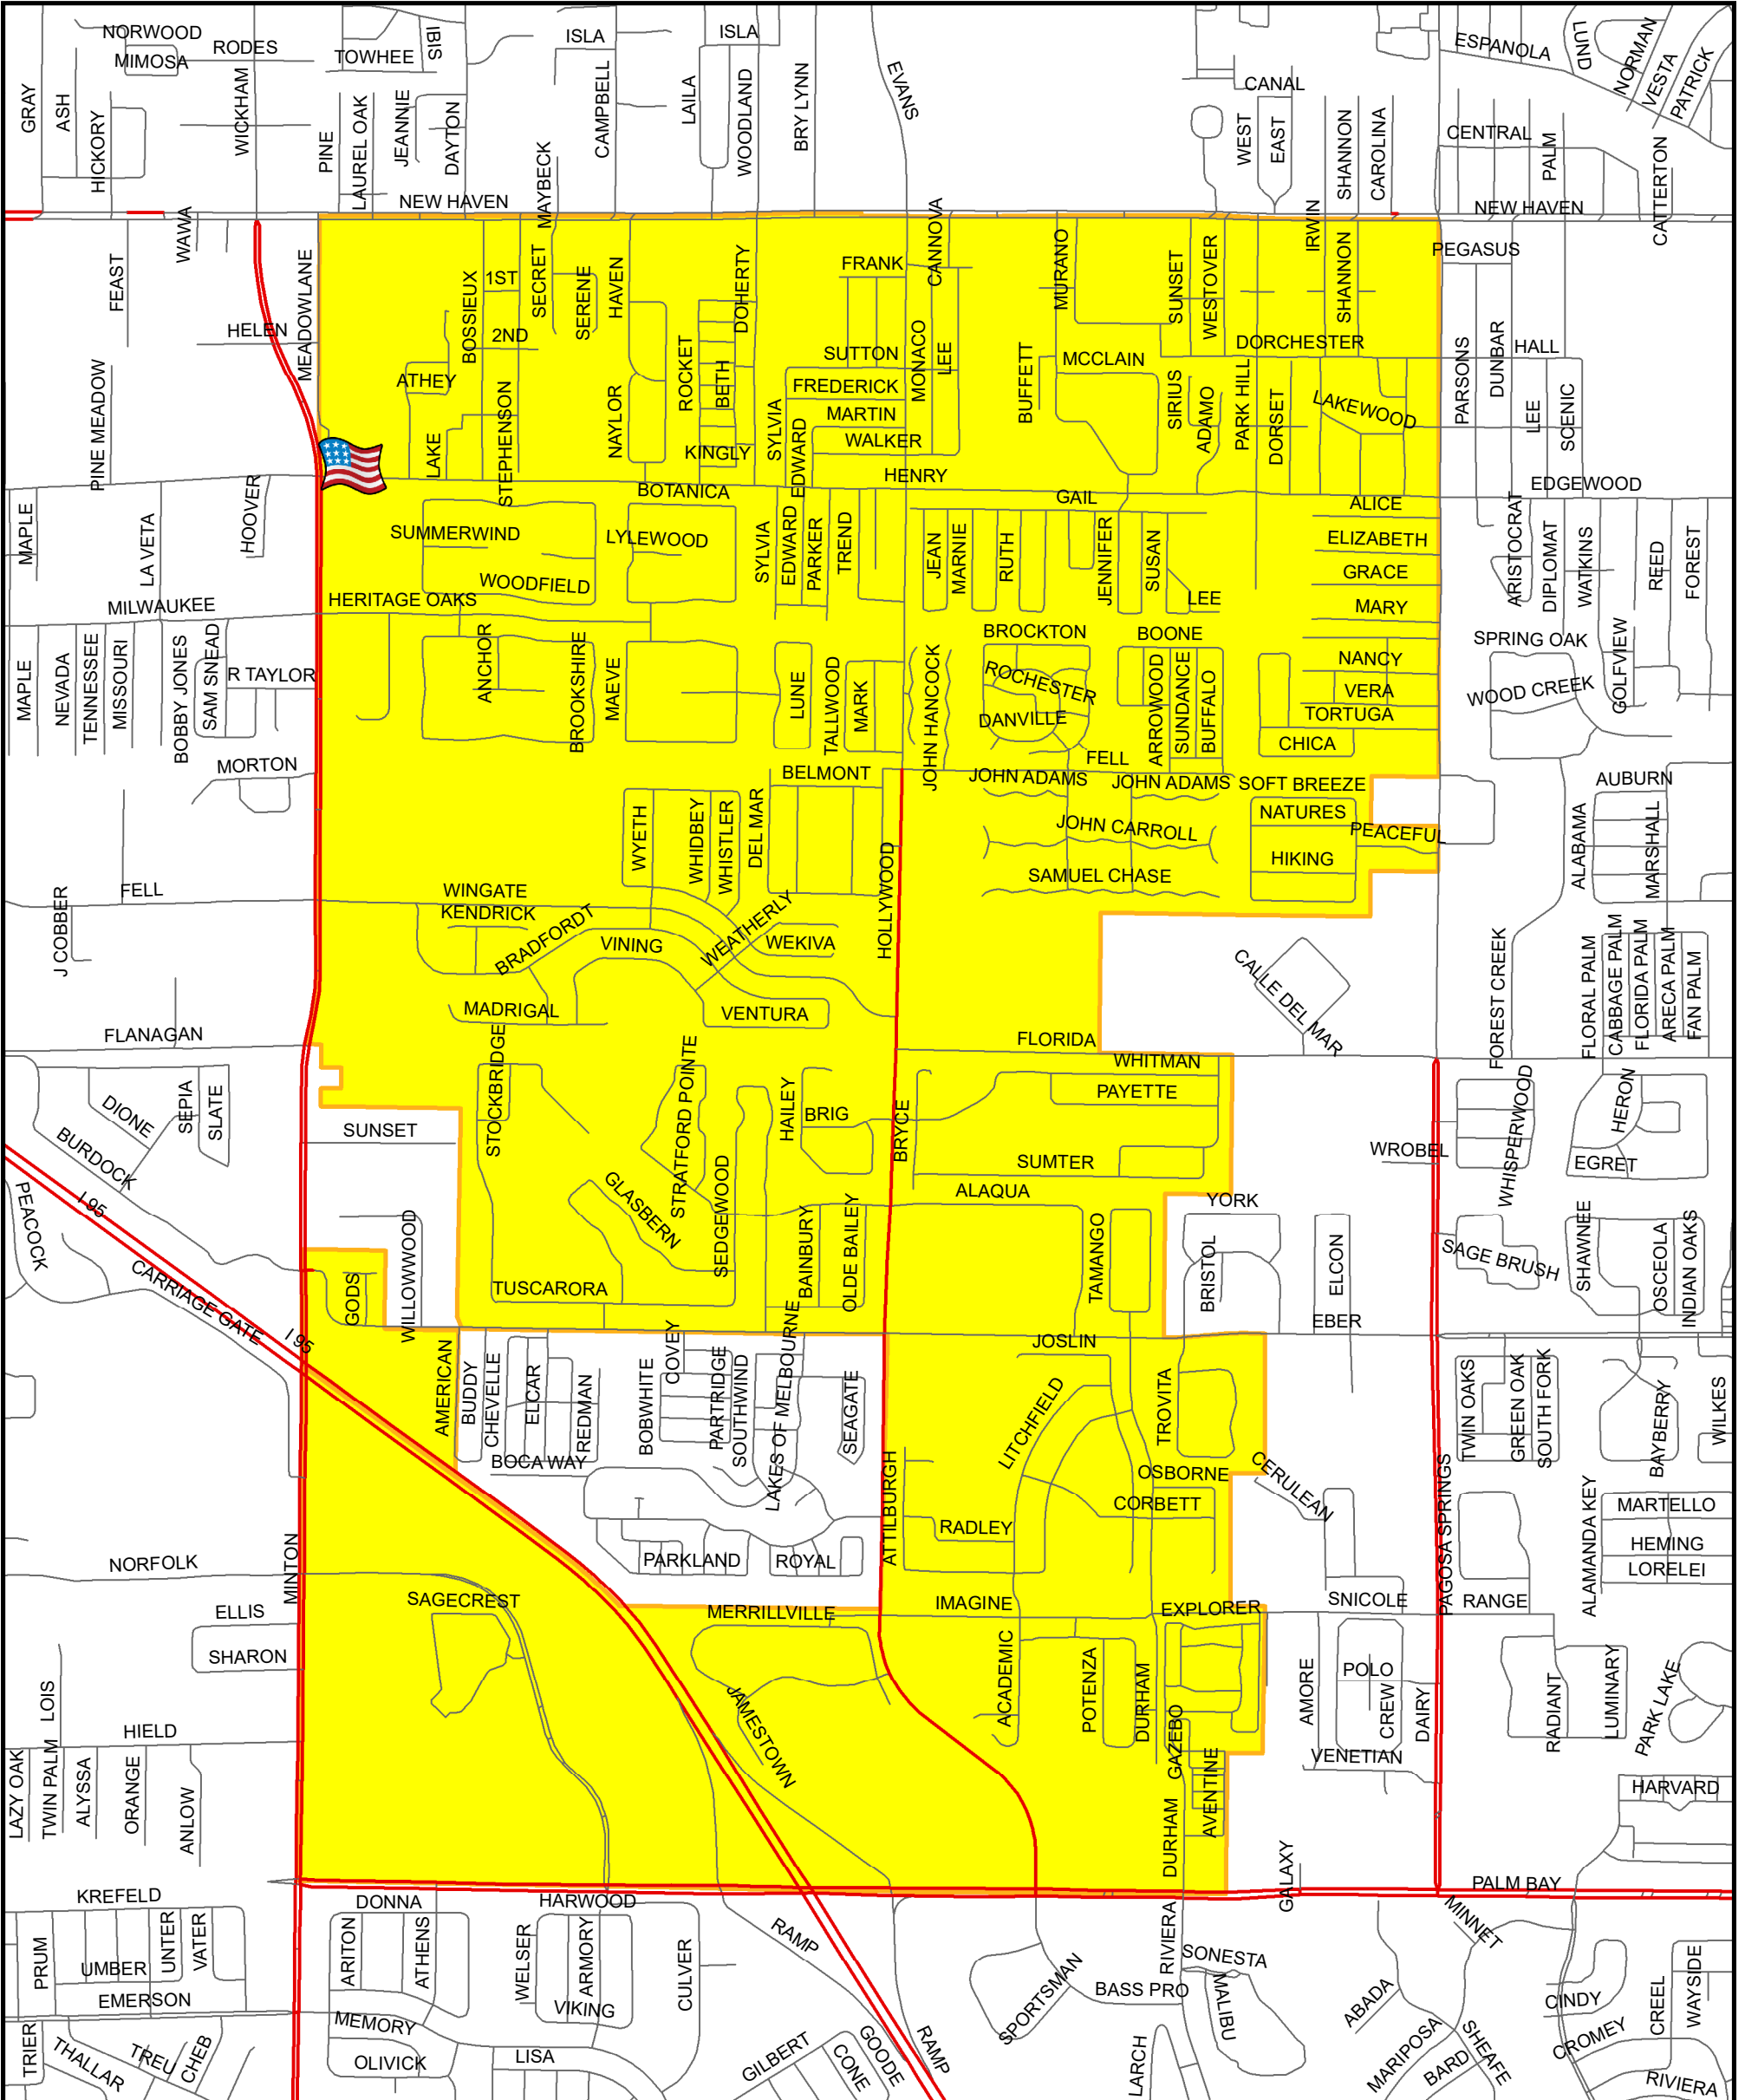 NORWOOD
RODES
MIMOSA
TOWHEE
IBIS
ISLA
ISLA
ESPANOLA
LUND
NORMAN
VESTA
PATRICK
GRAY
ASH
HICKORY
WICKHAM
PINE
LAUREL OAK
JEANNIE
DAYTON
MAYBECK
CAMPBELL
LAILA
WOODLAND
BRY LYNN
EVANS
CANAL
WEST
EAST
SHANNON
CAROLINA
CENTRAL
PALM
CATTERTON
NEW HAVEN
NEW HAVEN
WAWA
FEAST
MEADOWLANE
HELEN
PINE MEADOW
BOSSIEUX
1ST
2ND
SECRET
SERENE
HAVEN
DOHERTY
FRANK
CANNOVA
MURANO
SUNSET
WESTOVER
IRWIN
SHANNON
PEGASUS
ATHEY
LAKE
STEPHENSON
NAYLOR
ROCKET
BETH
KINGLY
SYLVIA
EDWARD
SUTTON
FREDERICK
MARTIN
WALKER
MONACO
LEE
HENRY
BUFFETT
MCCLAIN
DORCHESTER
SIRIUS
ADAMO
PARK HILL
DORSET
LAKEWOOD
PARSONS
DUNBAR
HALL
LEE
SCENIC
EDGEWOOD
MAPLE
LA VETA
HOOVER
SUMMERWIND
BOTANICA
LYLEWOOD
WOODFIELD
SYLVIA
EDWARD
PARKER
TREND
GAIL
JEAN
MARNIE
RUTH
JENNIFER
SUSAN
LEE
ALICE
ELIZABETH
GRACE
MARY
ARISTOCRAT
DIPLOMAT
WATKINS
REED
FOREST
MILWAUKEE
HERITAGE OAKS
MAPLE
NEVADA
TENNESSEE
MISSOURI
BOBBY JONES
SAM SNEAD
R TAYLOR
ANCHOR
BROOKSHIRE
MAEVE
LUNE
TALLWOOD
MARK
JOHN HANCOCK
BROCKTON
ROCHESTER
DANVILLE
BOONE
ARROWOOD
SUNDANCE
BUFFALO
NANCY
VERA
TORTUGA
CHICA
SPRING OAK
WOOD CREEK
GOLFVIEW
MORTON
BELMONT
FELL
JOHN ADAMS
JOHN ADAMS
SOFT BREEZE
NATURES
PEACEFUL
HIKING
AUBURN
ALABAMA
MARSHALL
WYETH
WHIDBEY
WHISTLER
DEL MAR
HOLLYWOOD
JOHN CARROLL
SAMUEL CHASE
FELL
J COBBER
WINGATE
KENDRICK
BRADFORDT
VINING
WEATHERLY
WEKIVA
MADRIGAL
VENTURA
CALLE DEL MAR
FOREST CREEK
FLORAL PALM
CABBAGE PALM
FLORIDA PALM
ARECA PALM
FAN PALM
FLANAGAN
FLORIDA
WHITMAN
PAYETTE
DIONE
SEPIA
SLATE
BURDOCK
SUNSET
STOCKBRIDGE
STRATFORD POINTE
HAILEY
BRIG
BRYCE
SUMTER
WROBEL
WHISPERWOOD
HERON
EGRET
PEACOCK
I 95
GLASBERN
SEDGEWOOD
BAINBURY
OLDE BAILEY
ALAQUA
TAMANGO
YORK
BRISTOL
ELCON
SAGE BRUSH
SHAWNEE
OSCEOLA
INDIAN OAKS
CARRIAGE GATE
I 95
GODS
WILLOWWOOD
TUSCARORA
EBER
AMERICAN
BUDDY
CHEVELLE
ELCAR
REDMAN
BOCA WAY
BOBWHITE
COVEY
PARTRIDGE
SOUTHWIND
LAKES OF MELBOURNE
SEAGATE
JOSLIN
LITCHFIELD
TROVITA
OSBORNE
CORBETT
CERULEAN
TWIN OAKS
GREEN OAK
SOUTH FORK
BAYBERRY
WILKES
ATTILBURGH
RADLEY
PARKLAND
ROYAL
PAGOSA SPRINGS
ALAMANDA KEY
MARTELLO
HEMING
LORELEI
NORFOLK
MINTON
ELLIS
SHARON
SAGECREST
MERRILLVILLE
IMAGINE
EXPLORER
SNICOLE
RANGE
LOIS
HIELD
JAMESTOWN
ACADEMIC
POTENZA
DURHAM
GAZEBO
AVENTINE
DURHAM
AMORE
POLO
CREW
DAIRY
VENETIAN
RADIANT
LUMINARY
PARK LAKE
HARVARD
LAZY OAK
TWIN PALM
ALYSSA
ORANGE
ANLOW
GALAXY
PALM BAY
KREFELD
DONNA
HARWOOD
PRUM
UMBER
UNTER
VATER
EMERSON
ARITON
ATHENS
WELSER
ARMORY
VIKING
CULVER
RAMP
RIVIERA
SONESTA
BASS PRO
MALIBU
SPORTSMAN
MINNET
ABADA
CINDY
CREEL
WAYSIDE
TRIER
THALLAR
TREU
CHEB
MEMORY
OLIVICK
LISA
GILBERT
CONE
GOODE
RAMP
LARCH
MARIPOSA
BARD
SHEAFE
CROMEY
RIVIERA